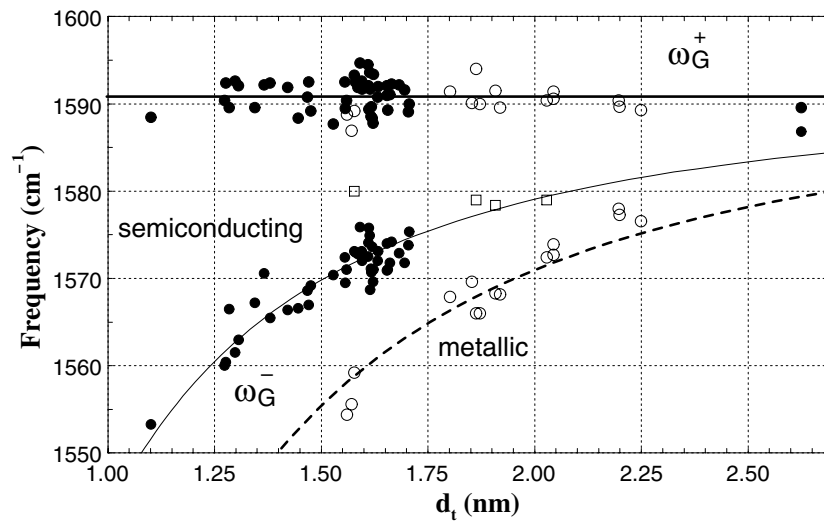 1600
1590
1580
1570
1560
1550
Frequency (cm⁻¹)
ω_G^+
semiconducting
metallic
ω_G^−
1.00 1.25 1.50 1.75 2.00 2.25 2.50
d_t (nm)